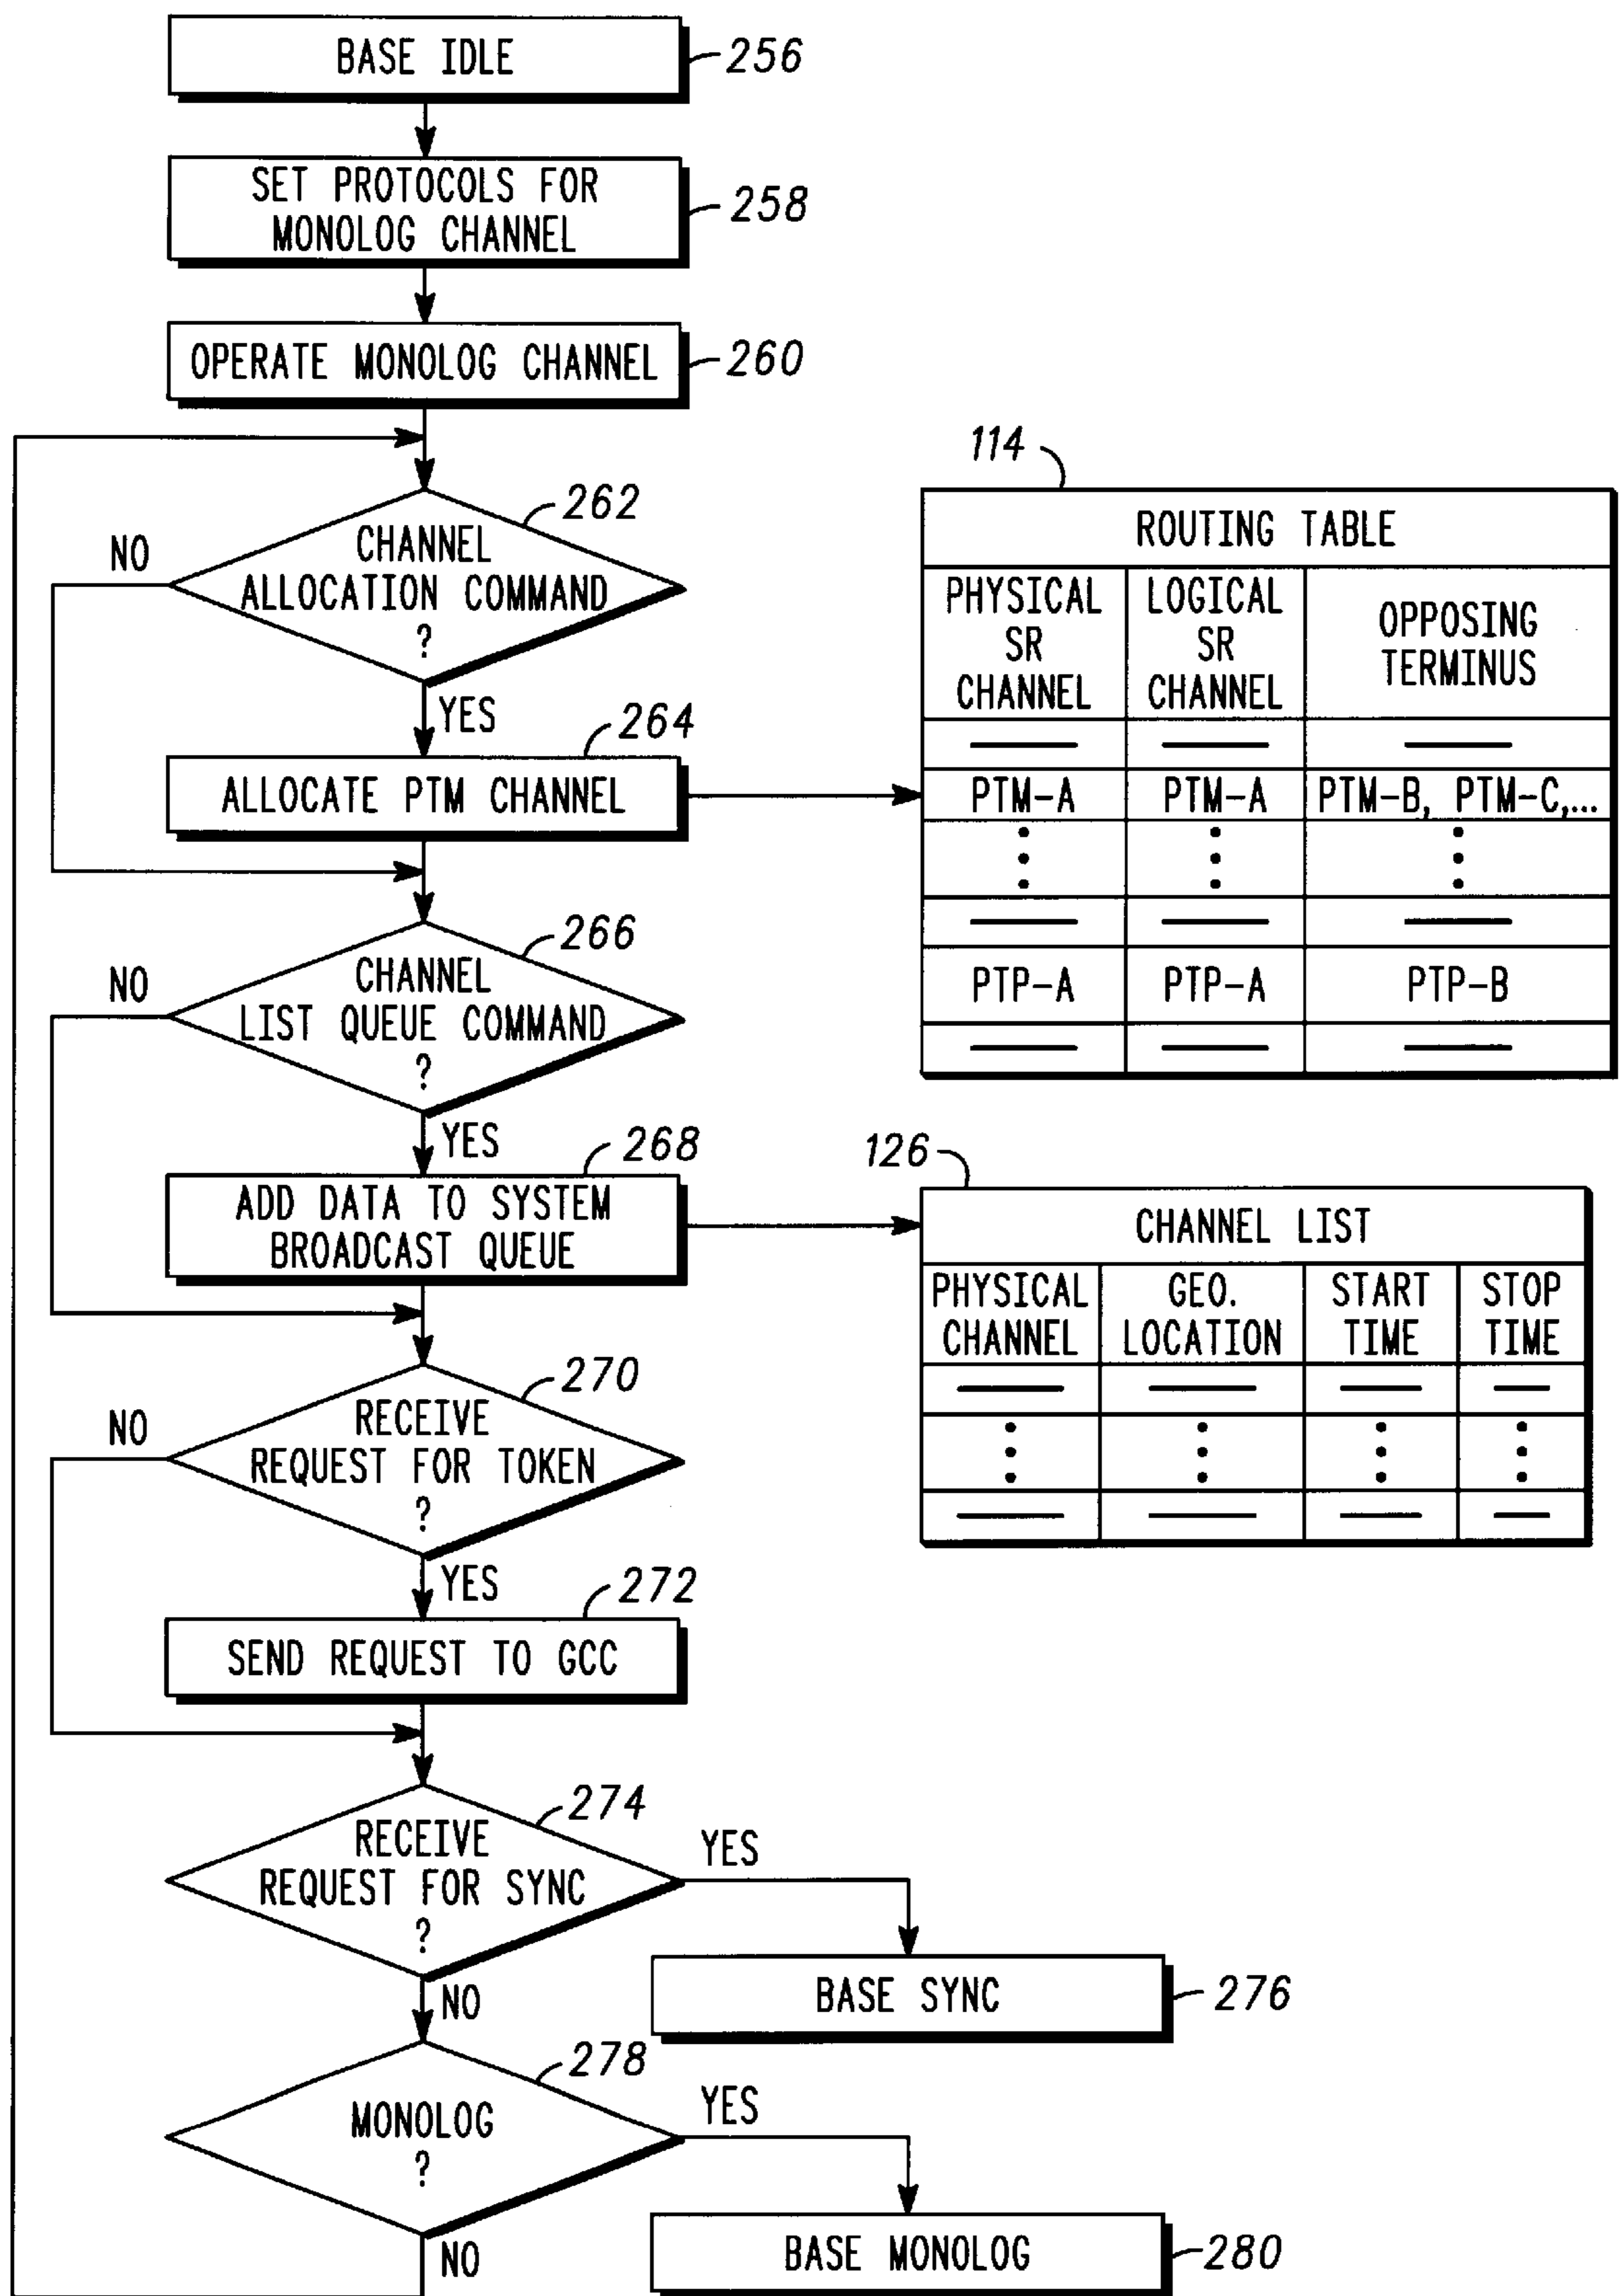 BASE IDLE
256
SET PROTOCOLS FOR
MONOLOG CHANNEL
258
OPERATE MONOLOG CHANNEL
260
262
NO
CHANNEL
ALLOCATION COMMAND
?
YES
264
ALLOCATE PTM CHANNEL
266
NO
CHANNEL
LIST QUEUE COMMAND
?
YES
268
ADD DATA TO SYSTEM
BROADCAST QUEUE
270
NO
RECEIVE
REQUEST FOR TOKEN
?
YES
272
SEND REQUEST TO GCC
274
RECEIVE
REQUEST FOR SYNC
?
YES
NO
BASE SYNC
276
278
MONOLOG
?
YES
NO
BASE MONOLOG
280
114
ROUTING TABLE
PHYSICAL
SR
CHANNEL
LOGICAL
SR
CHANNEL
OPPOSING
TERMINUS
PTM-A PTM-A PTM-B, PTM-C,...
PTP-A PTP-A PTP-B
126
CHANNEL LIST
PHYSICAL
CHANNEL
GEO.
LOCATION
START
TIME
STOP
TIME